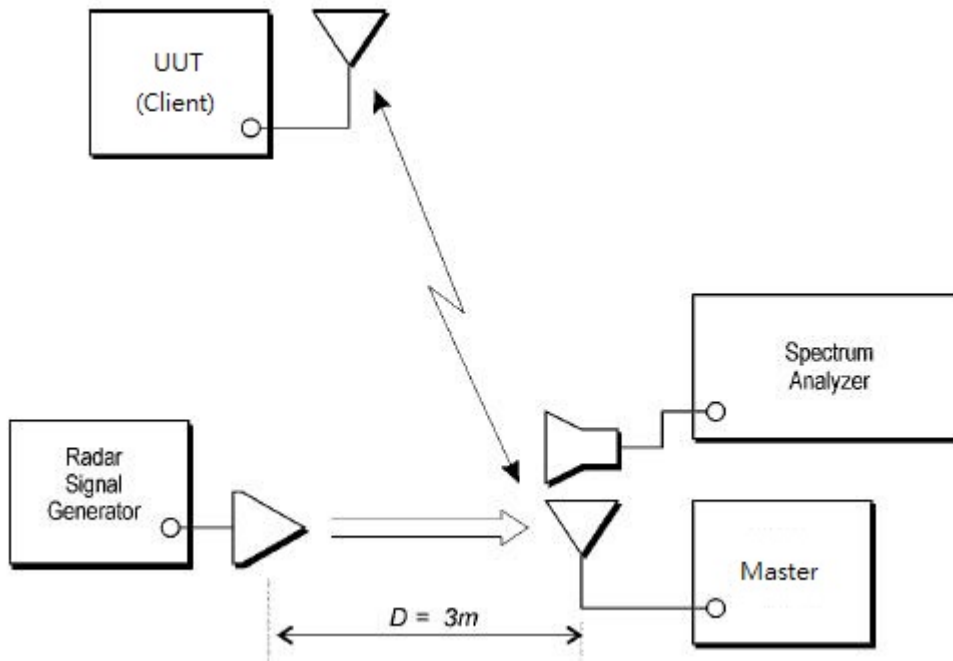 UUT
(Client)
Spectrum
Analyzer
Radar
Signal
Generator
Master
D = 3m